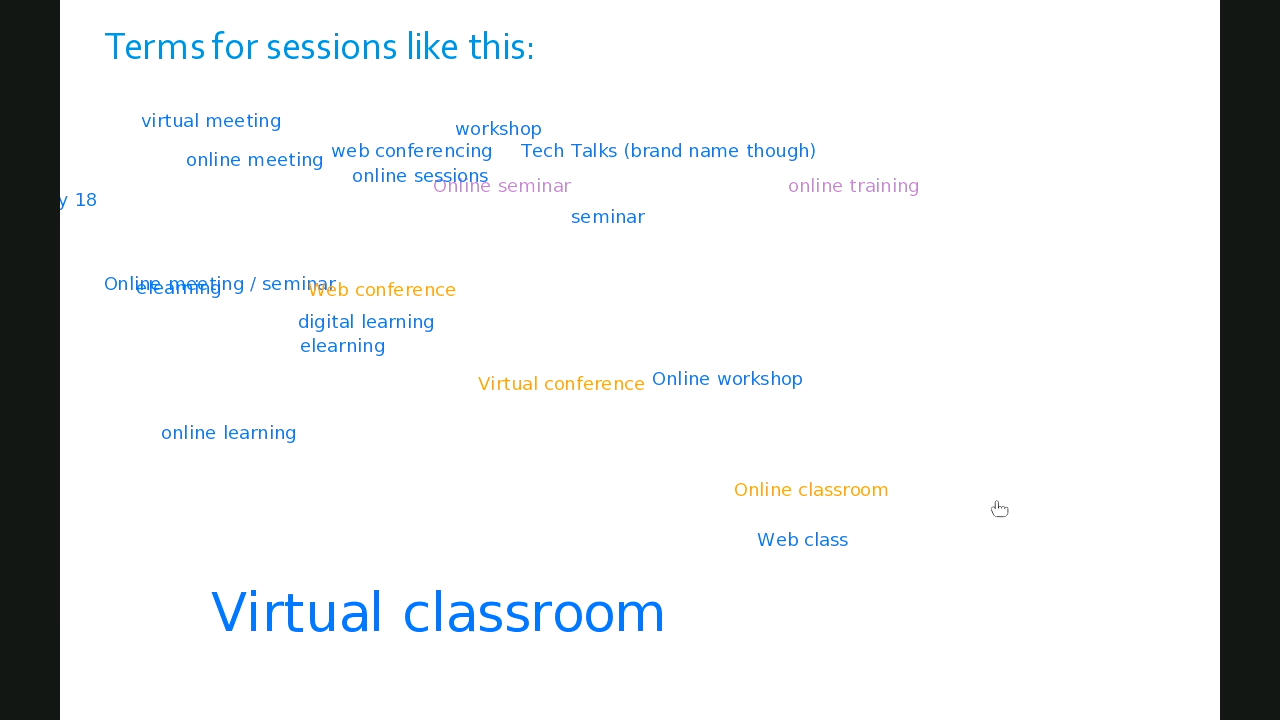 Terms for sessions like this:
virtual meeting
workshop
online meeting
web conferencing
Tech Talks (brand name though)
online sessions
Online seminar
online training
y 18
seminar
Online meeting / seminar
elearning
Web conference
digital learning
elearning
Virtual conference
Online workshop
online learning
Online classroom
Web class
Virtual classroom